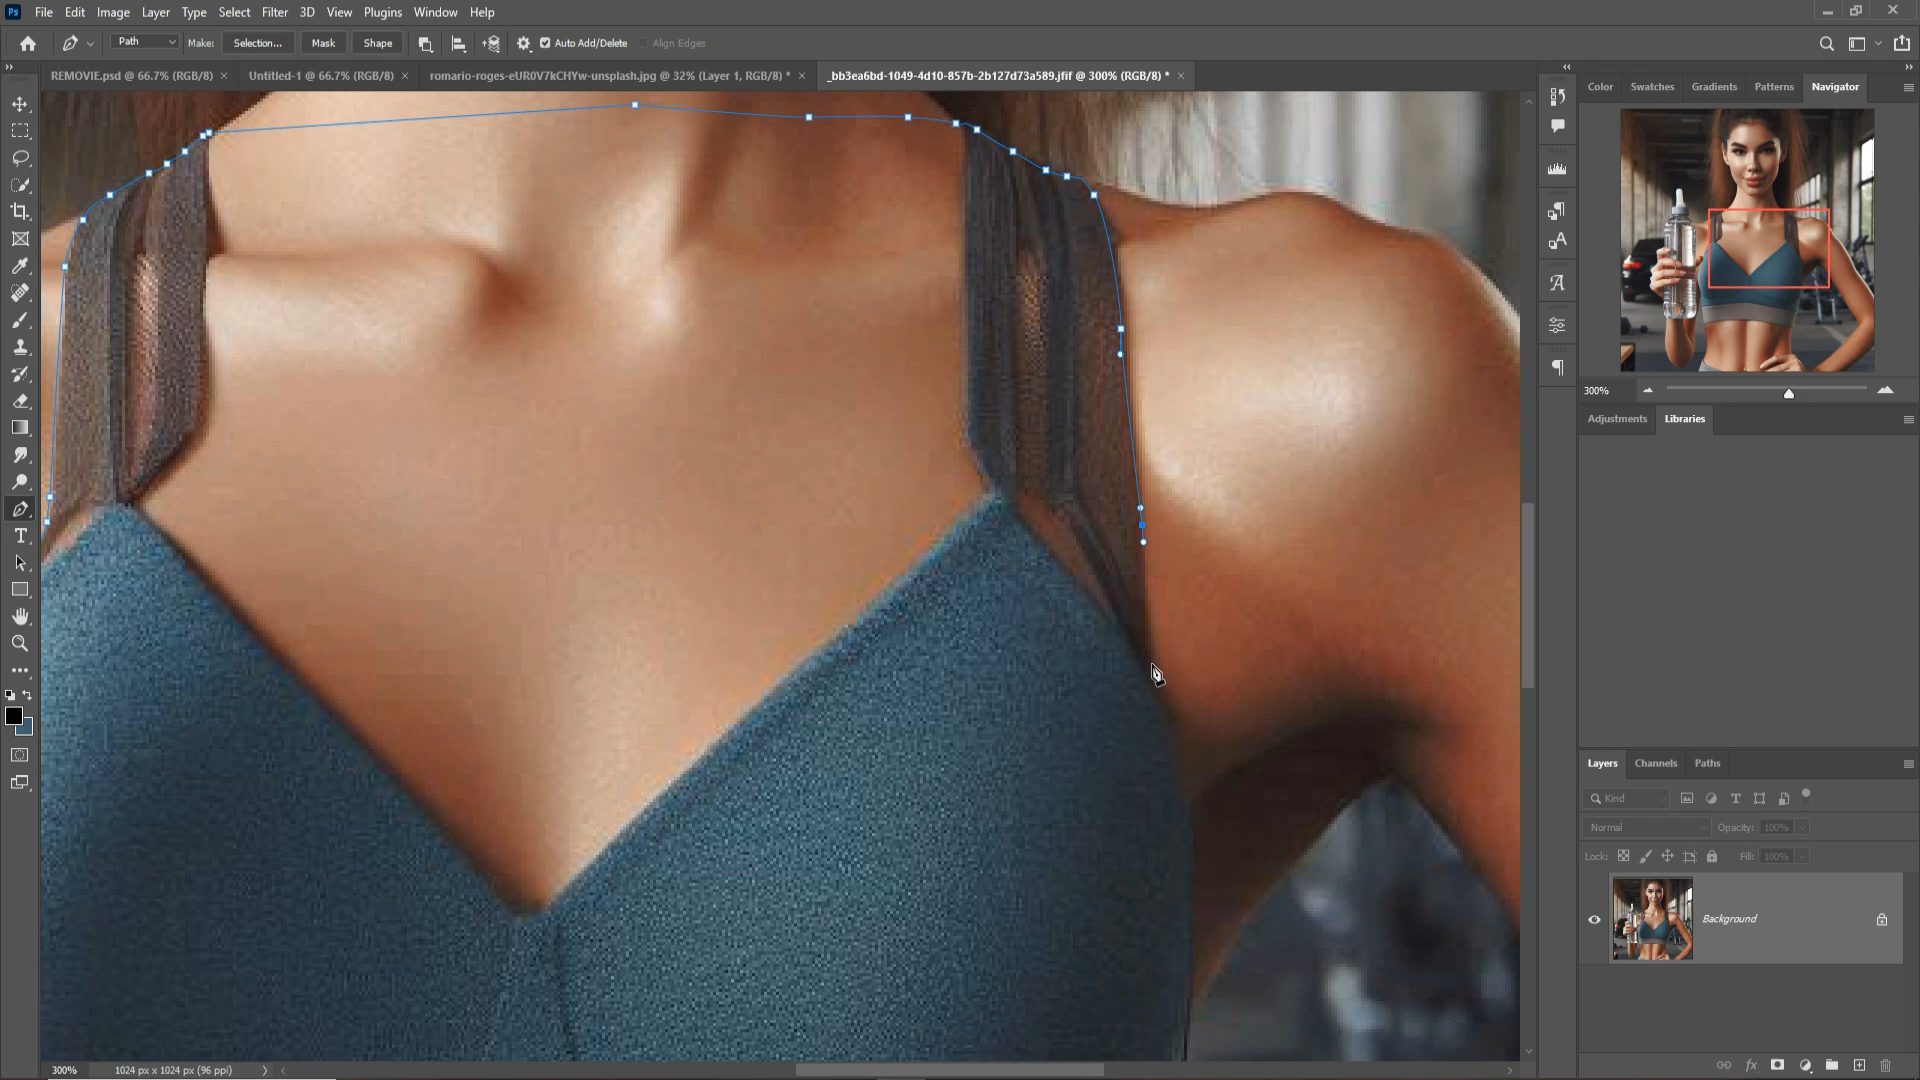 Ps File Edit Image Layer Type Select Filter 3D View Plugins Window Help
Path Make: Selection... Mask Shape Auto Add/Delete Align Edges
REMOVIE.psd @ 66.7% (RGB/8) × Untitled-1 @ 66.7% (RGB/8) × romario-roges-eUR0V7kCHYw-unsplash.jpg @ 32% (Layer 1, RGB/8) * × _bb3ea6bd-1049-4d10-857b-2b127d73a589.jfif @ 300% (RGB/8) * ×
Color Swatches Gradients Patterns Navigator
300%
Adjustments Libraries
Layers Channels Paths
Kind
Normal Opacity: 100%
Lock: Fill: 100%
Background
300% 1024 px x 1024 px (96 ppi)